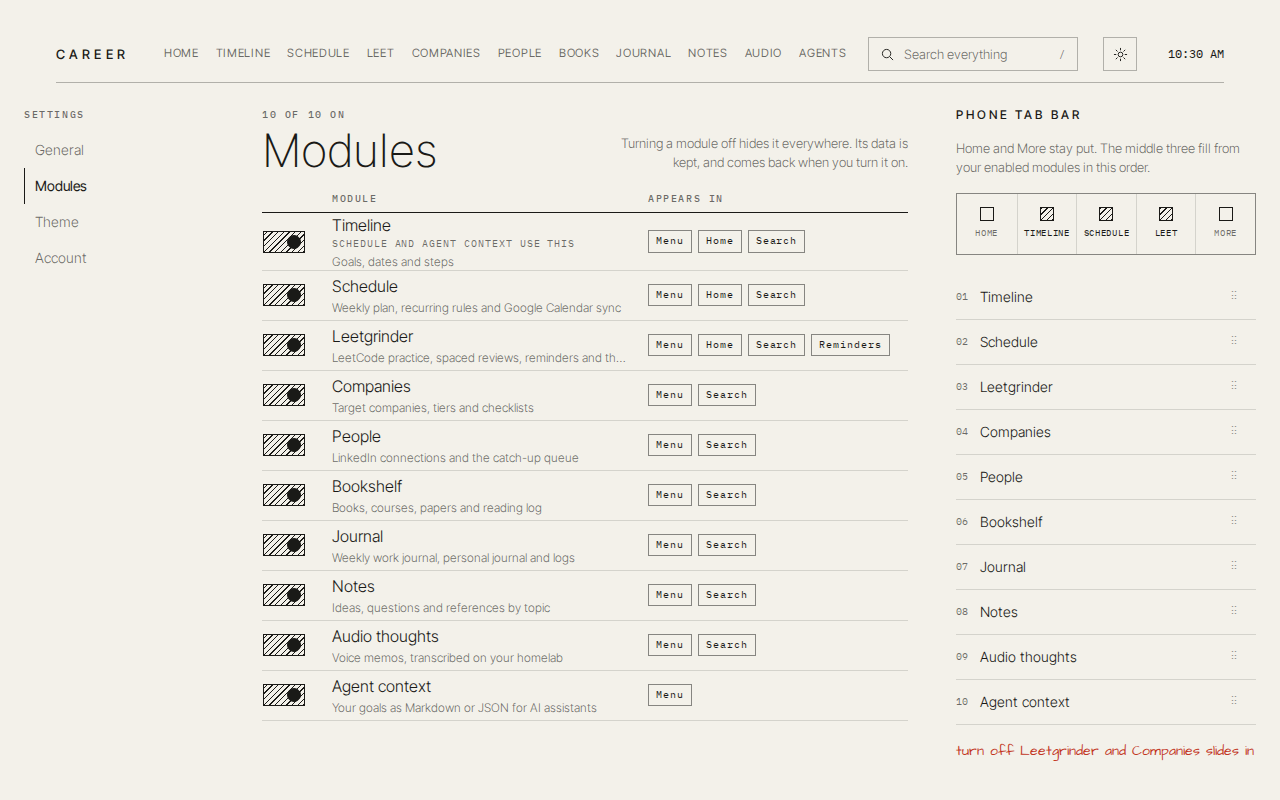 CAREER
HOME TIMELINE SCHEDULE LEET COMPANIES PEOPLE BOOKS JOURNAL NOTES AUDIO AGENTS
Search everything /
10:30 AM
SETTINGS
General
Modules
Theme
Account
10 OF 10 ON
Modules
Turning a module off hides it everywhere. Its data is
kept, and comes back when you turn it on.
MODULE APPEARS IN
Timeline
SCHEDULE AND AGENT CONTEXT USE THIS
Goals, dates and steps
Menu Home Search
Schedule
Weekly plan, recurring rules and Google Calendar sync
Menu Home Search
Leetgrinder
LeetCode practice, spaced reviews, reminders and th...
Menu Home Search Reminders
Companies
Target companies, tiers and checklists
Menu Search
People
LinkedIn connections and the catch-up queue
Menu Search
Bookshelf
Books, courses, papers and reading log
Menu Search
Journal
Weekly work journal, personal journal and logs
Menu Search
Notes
Ideas, questions and references by topic
Menu Search
Audio thoughts
Voice memos, transcribed on your homelab
Menu Search
Agent context
Your goals as Markdown or JSON for AI assistants
Menu
PHONE TAB BAR
Home and More stay put. The middle three fill from
your enabled modules in this order.
HOME TIMELINE SCHEDULE LEET MORE
01 Timeline
02 Schedule
03 Leetgrinder
04 Companies
05 People
06 Bookshelf
07 Journal
08 Notes
09 Audio thoughts
10 Agent context
turn off Leetgrinder and Companies slides in